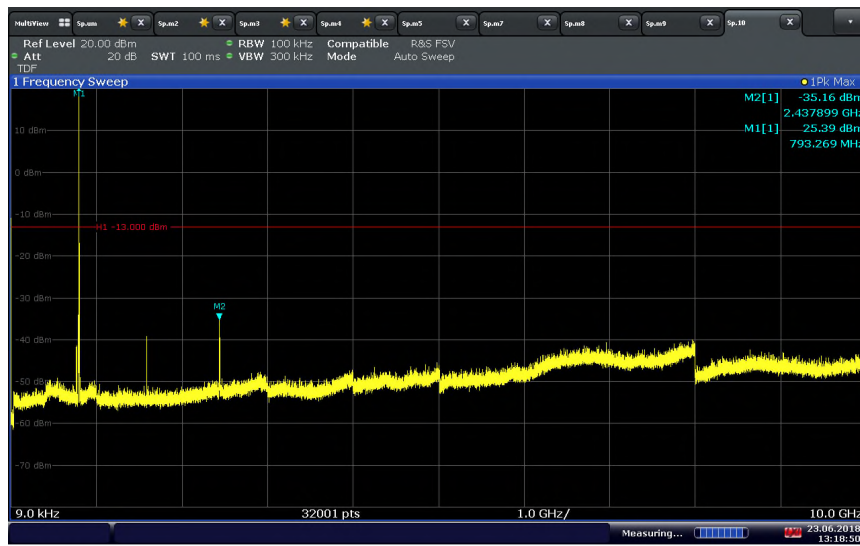 MultiView Sp.um X Sp.m2 X Sp.m3 X Sp.m4 X Sp.m5 X Sp.m7 X Sp.m8 X Sp.m9 X Sp.10 X
Ref Level 20.00 dBm RBW 100 kHz Compatible R&S FSV
Att 20 dB SWT 100 ms VBW 300 kHz Mode Auto Sweep
TDF
1 Frequency Sweep 1Pk Max
M1
M2[1] -35.16 dBm
2.437899 GHz
M1[1] 25.39 dBm
793.269 MHz
10 dBm
0 dBm
-10 dBm
H1 -13.000 dBm
-20 dBm
-30 dBm
M2
-40 dBm
-50 dBm
-60 dBm
-70 dBm
9.0 kHz 32001 pts 1.0 GHz/ 10.0 GHz
Measuring... 23.06.2018
13:18:50